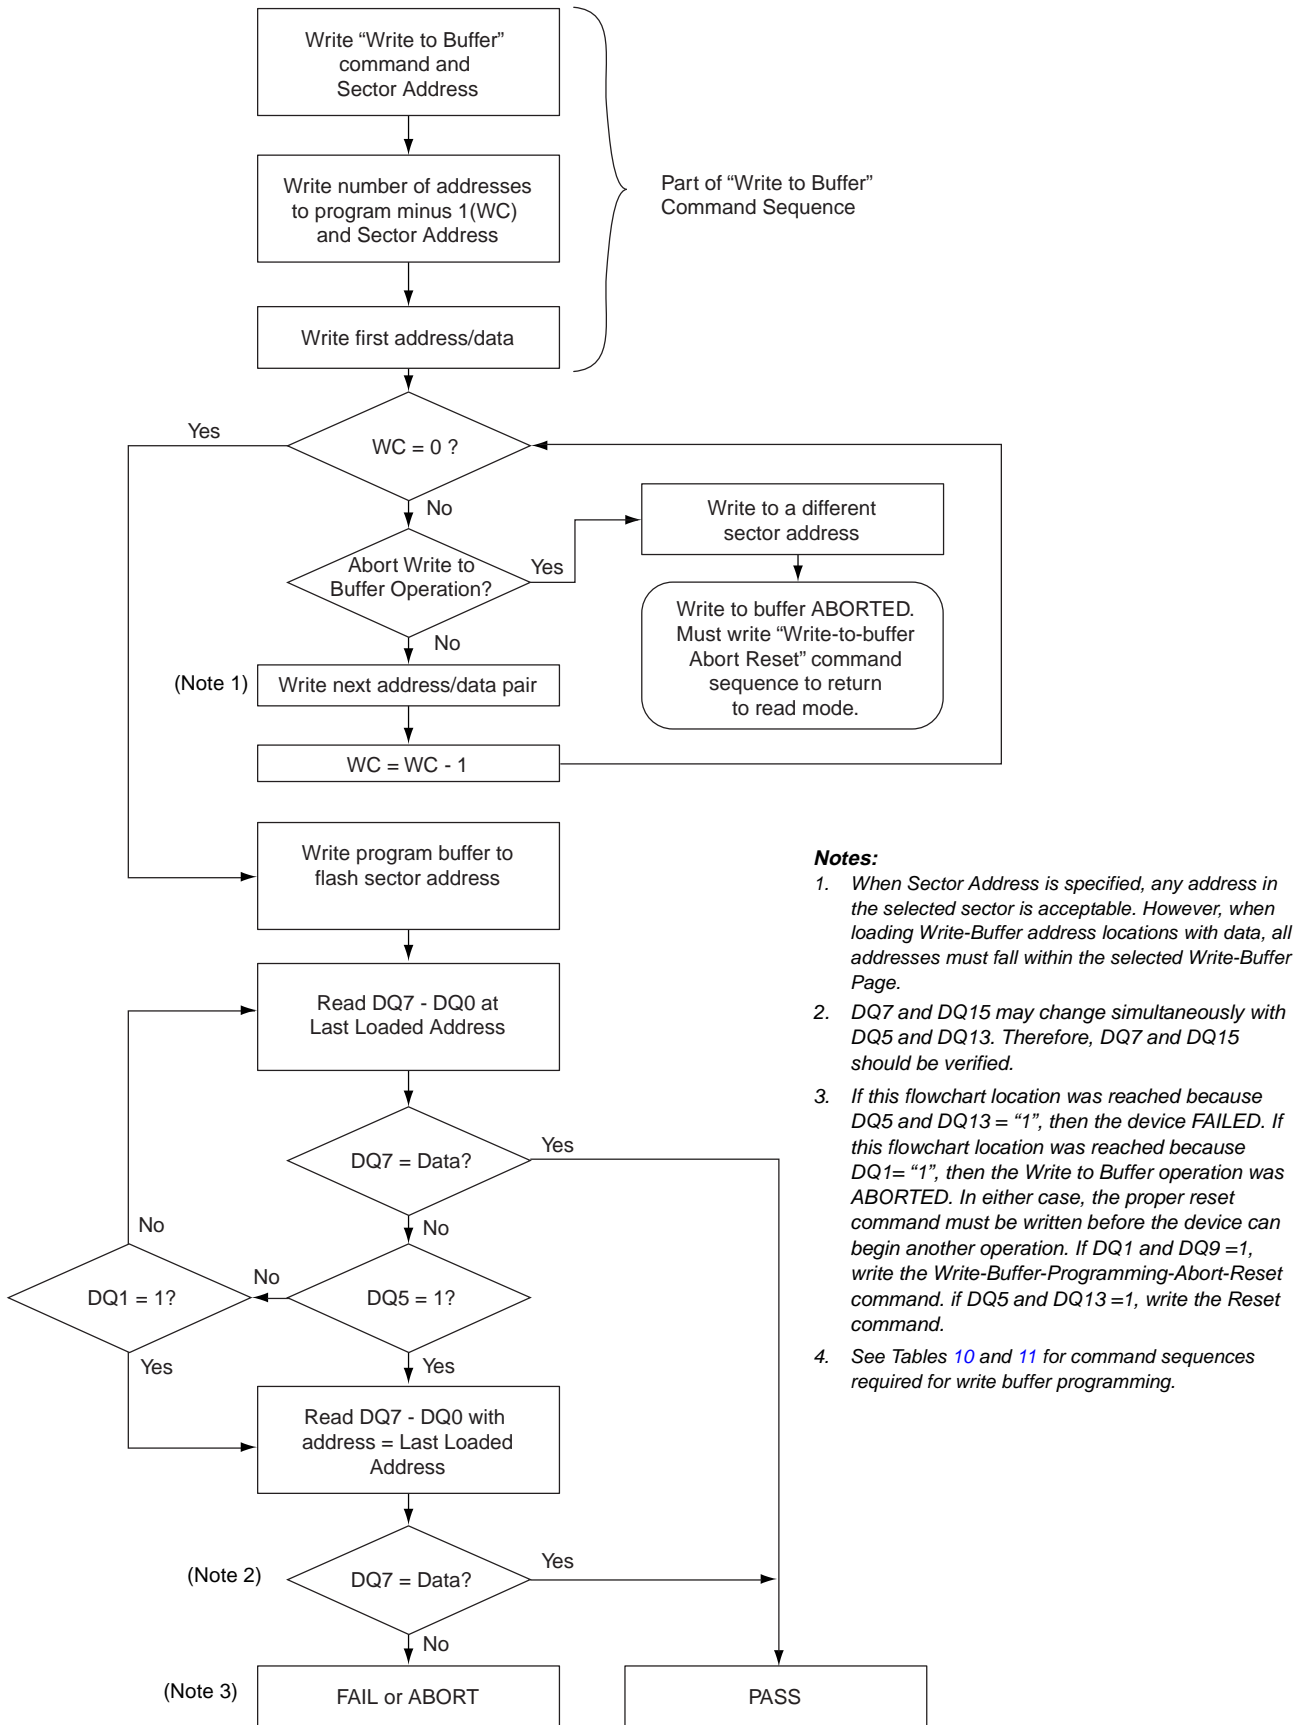 Write “Write to Buffer”
command and
Sector Address
Write number of addresses
to program minus 1(WC)
and Sector Address
Part of “Write to Buffer”
Command Sequence
Write first address/data
Yes
WC = 0 ?
No
Write to a different
sector address
Abort Write to
Buffer Operation?
Yes
Write to buffer ABORTED.
Must write “Write-to-buffer
Abort Reset” command
sequence to return
to read mode.
No
(Note 1)
Write next address/data pair
WC = WC - 1
Write program buffer to
flash sector address
Notes:
1. When Sector Address is specified, any address in
the selected sector is acceptable. However, when
loading Write-Buffer address locations with data, all
addresses must fall within the selected Write-Buffer
Page.
2. DQ7 and DQ15 may change simultaneously with
DQ5 and DQ13. Therefore, DQ7 and DQ15
should be verified.
3. If this flowchart location was reached because
DQ5 and DQ13 = “1”, then the device FAILED. If
this flowchart location was reached because
DQ1= “1”, then the Write to Buffer operation was
ABORTED. In either case, the proper reset
command must be written before the device can
begin another operation. If DQ1 and DQ9 =1,
write the Write-Buffer-Programming-Abort-Reset
command. if DQ5 and DQ13 =1, write the Reset
command.
4. See Tables 10 and 11 for command sequences
required for write buffer programming.
Read DQ7 - DQ0 at
Last Loaded Address
DQ7 = Data?
Yes
No
No
DQ1 = 1?
No
DQ5 = 1?
Yes
Yes
Read DQ7 - DQ0 with
address = Last Loaded
Address
(Note 2)
DQ7 = Data?
Yes
No
(Note 3)
FAIL or ABORT
PASS